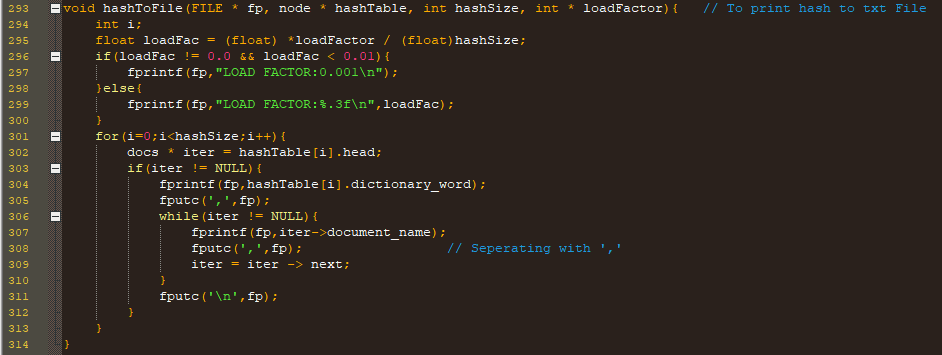 293 void hashToFile(FILE * fp, node * hashTable, int hashSize, int * loadFactor){   // To print hash to txt File
294     int i;
295     float loadFac = (float) *loadFactor / (float)hashSize;
296     if(loadFac != 0.0 && loadFac < 0.01){
297         fprintf(fp,"LOAD FACTOR:0.001\n");
298     }else{
299         fprintf(fp,"LOAD FACTOR:%.3f\n",loadFac);
300     }
301     for(i=0;i<hashSize;i++){
302         docs * iter = hashTable[i].head;
303         if(iter != NULL){
304             fprintf(fp,hashTable[i].dictionary_word);
305             fputc(',',fp);
306             while(iter != NULL){
307                 fprintf(fp,iter->document_name);
308                 fputc(',',fp);                  // Seperating with ','
309                 iter = iter -> next;
310             }
311             fputc('\n',fp);
312         }
313     }
314 }